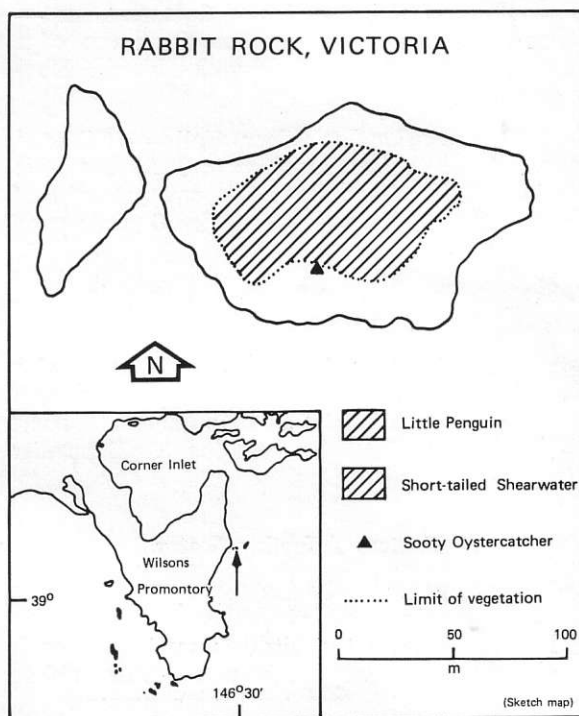 RABBIT ROCK, VICTORIA
N
Corner Inlet
Wilsons
Promontory
39°
146°30'
Little Penguin
Short-tailed Shearwater
Sooty Oystercatcher
Limit of vegetation
0 50 100
m
(Sketch map)